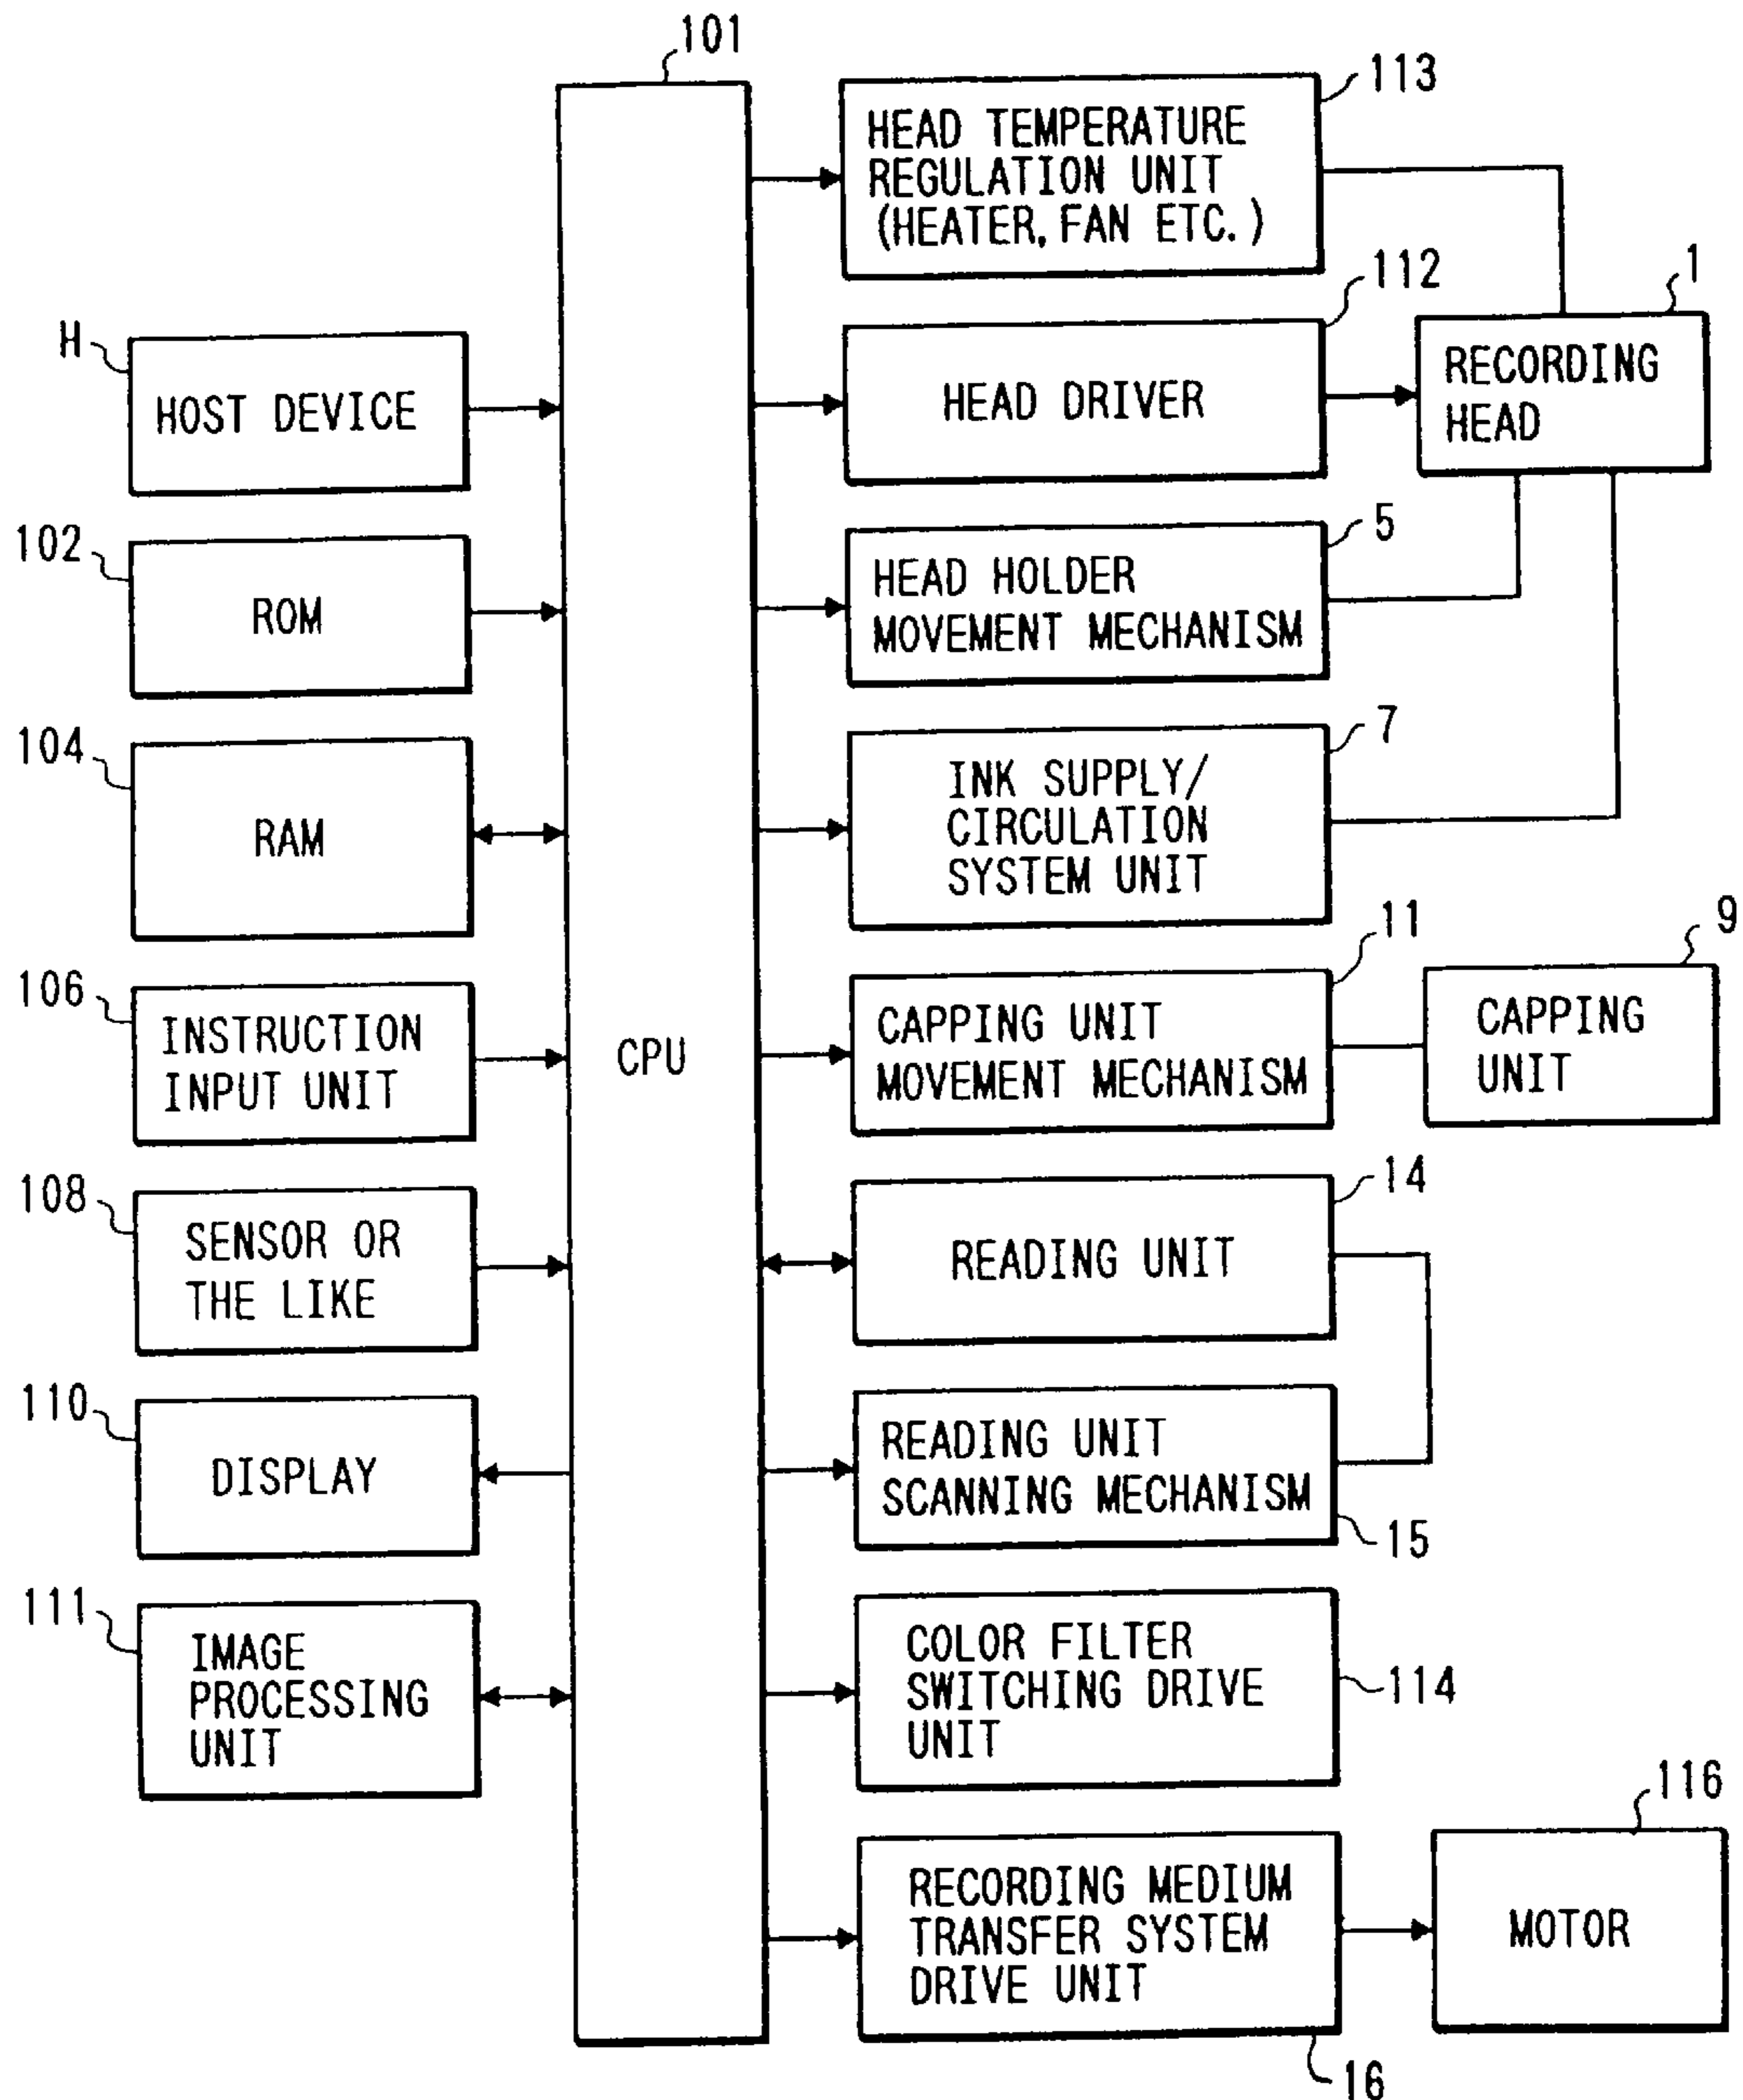 101
113
HEAD TEMPERATURE
REGULATION UNIT
(HEATER, FAN ETC.)
112
1
H
HOST DEVICE
HEAD DRIVER
RECORDING
HEAD
102
ROM
5
HEAD HOLDER
MOVEMENT MECHANISM
104
RAM
7
INK SUPPLY/
CIRCULATION
SYSTEM UNIT
106
INSTRUCTION
INPUT UNIT
CPU
11
CAPPING UNIT
MOVEMENT MECHANISM
9
CAPPING
UNIT
108
SENSOR OR
THE LIKE
14
READING UNIT
110
DISPLAY
READING UNIT
SCANNING MECHANISM
15
111
IMAGE
PROCESSING
UNIT
COLOR FILTER
SWITCHING DRIVE
UNIT
114
116
RECORDING MEDIUM
TRANSFER SYSTEM
DRIVE UNIT
MOTOR
16